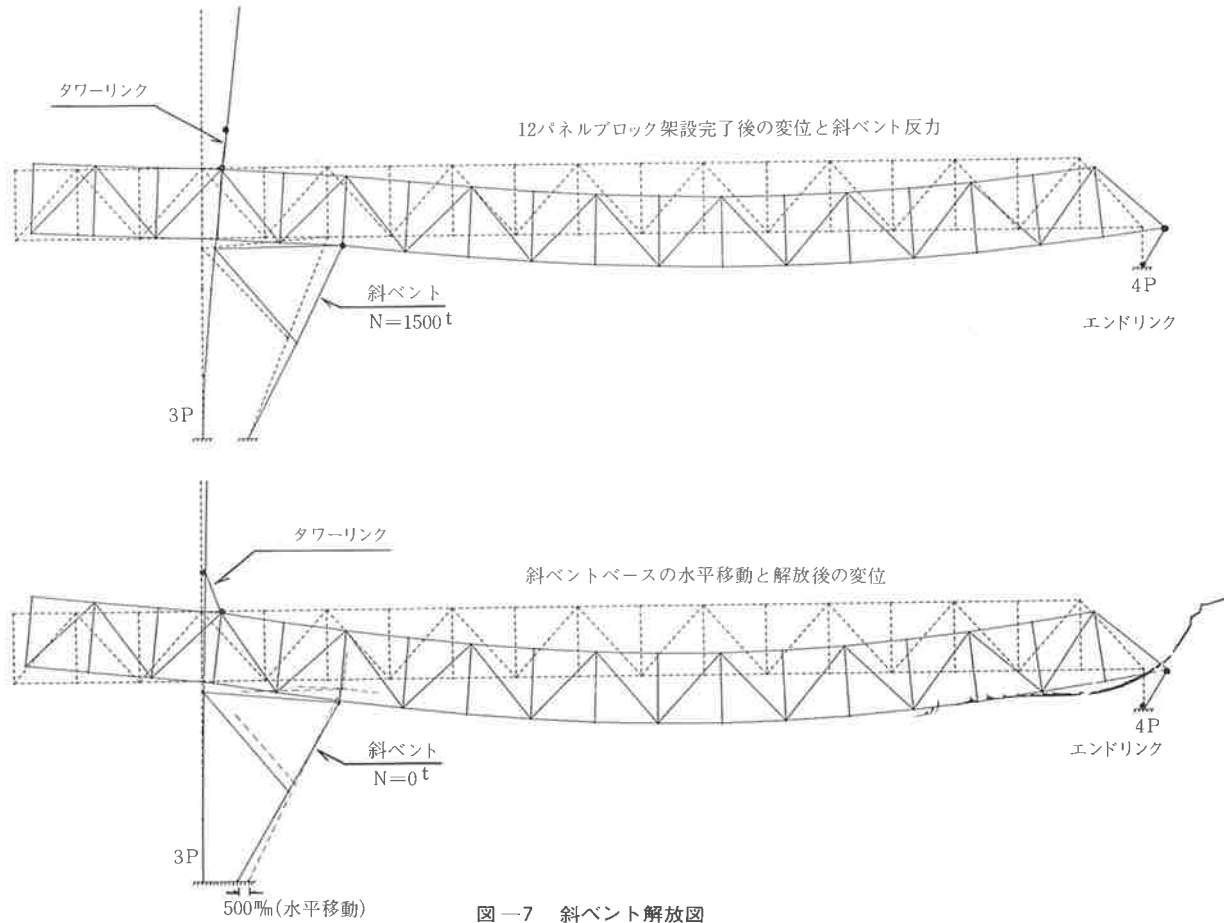 タワーリンク
12パネルブロック架設完了後の変位と斜ベント反力
斜ベント
N=1500t
4P
エンドリンク
3P
タワーリンク
斜ベントベースの水平移動と解放後の変位
斜ベント
N=0t
4P
エンドリンク
3P
500m/m(水平移動)
図―7 斜ベント解放図